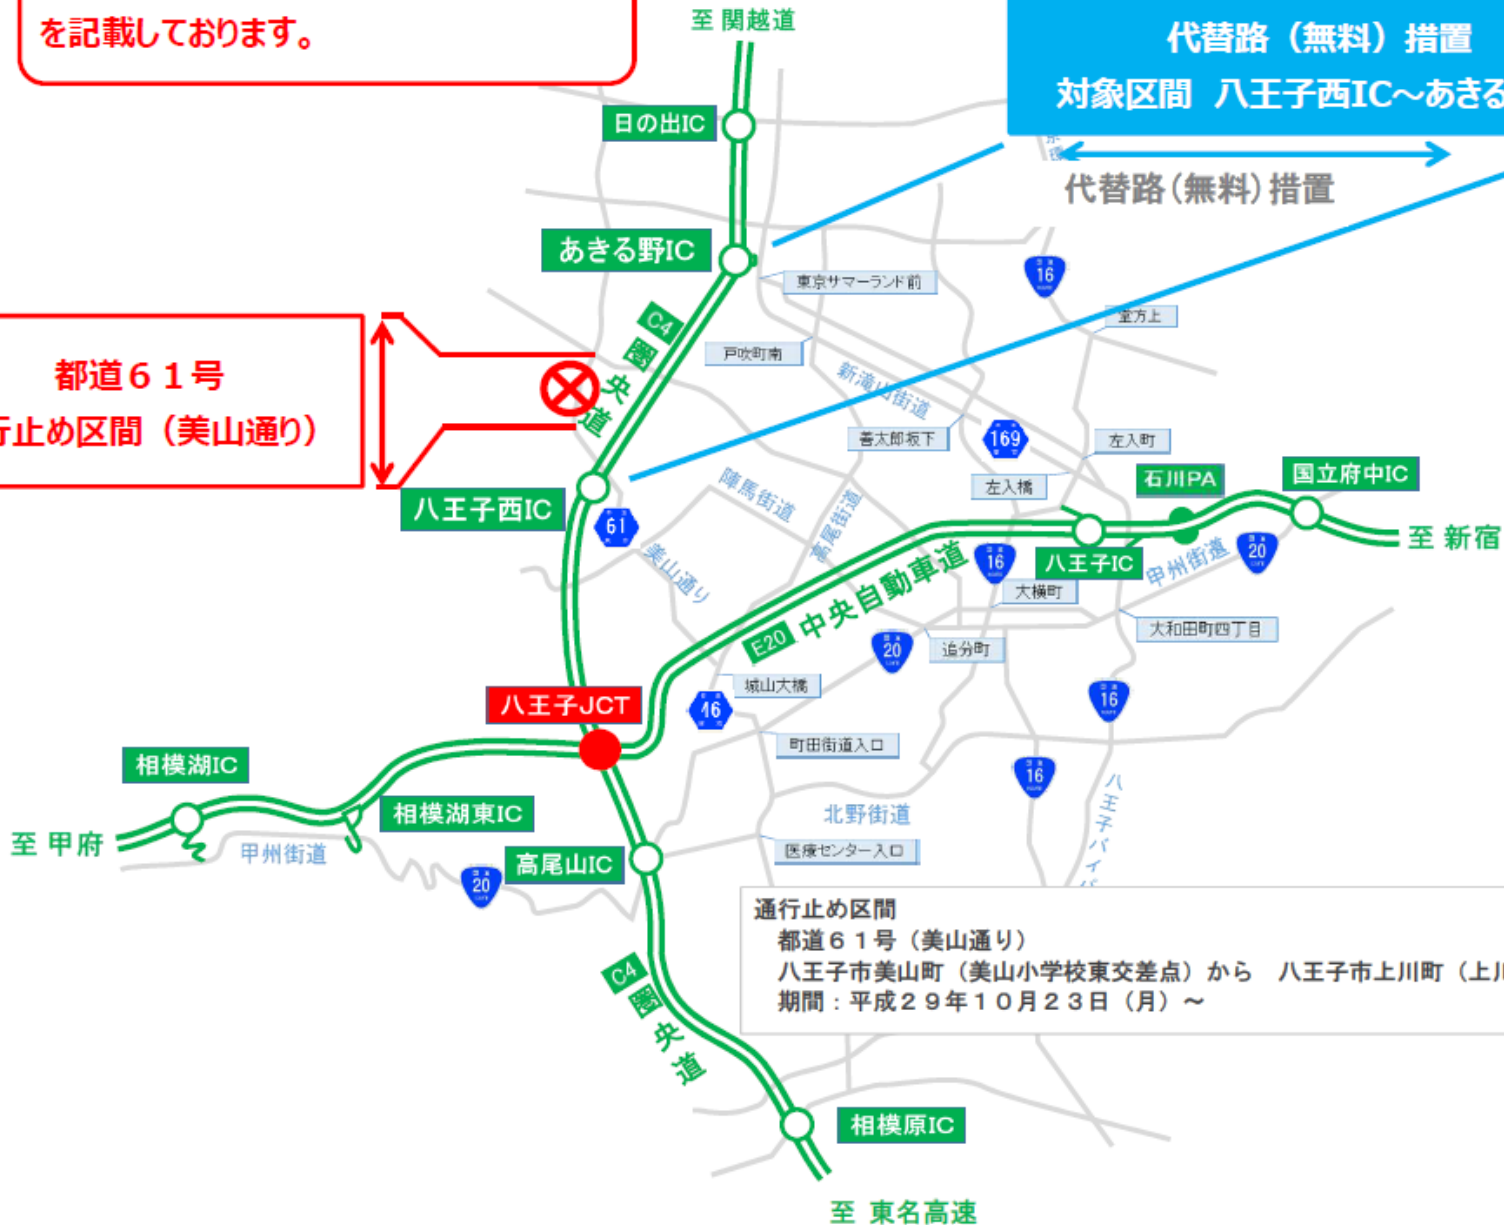 を記載しております。
至 関越道
代替路（無料）措置
対象区間　八王子西IC～あきる
代替路（無料）措置
日の出IC
あきる野IC
東京サマーランド前
16
堂方上
C4
圏央道
戸吹町南
新滝山街道
都道６１号
行止め区間（美山通り）
善太郎坂下
169
左入町
左入橋
石川PA
国立府中IC
陣馬街道
高尾街道
八王子西IC
61
美山通り
至 新宿
16
八王子IC
甲州街道
20
大横町
E20
中央自動車道
20
追分町
大和田町四丁目
八王子JCT
城山大橋
46
16
相模湖IC
町田街道入口
16
相模湖東IC
北野街道
至 甲府
甲州街道
20
高尾山IC
医療センター入口
八王子バイパ
通行止め区間
都道６１号（美山通り）
八王子市美山町（美山小学校東交差点）から　八王子市上川町（上川
期間：平成２９年１０月２３日（月）～
C4
圏央道
相模原IC
至 東名高速